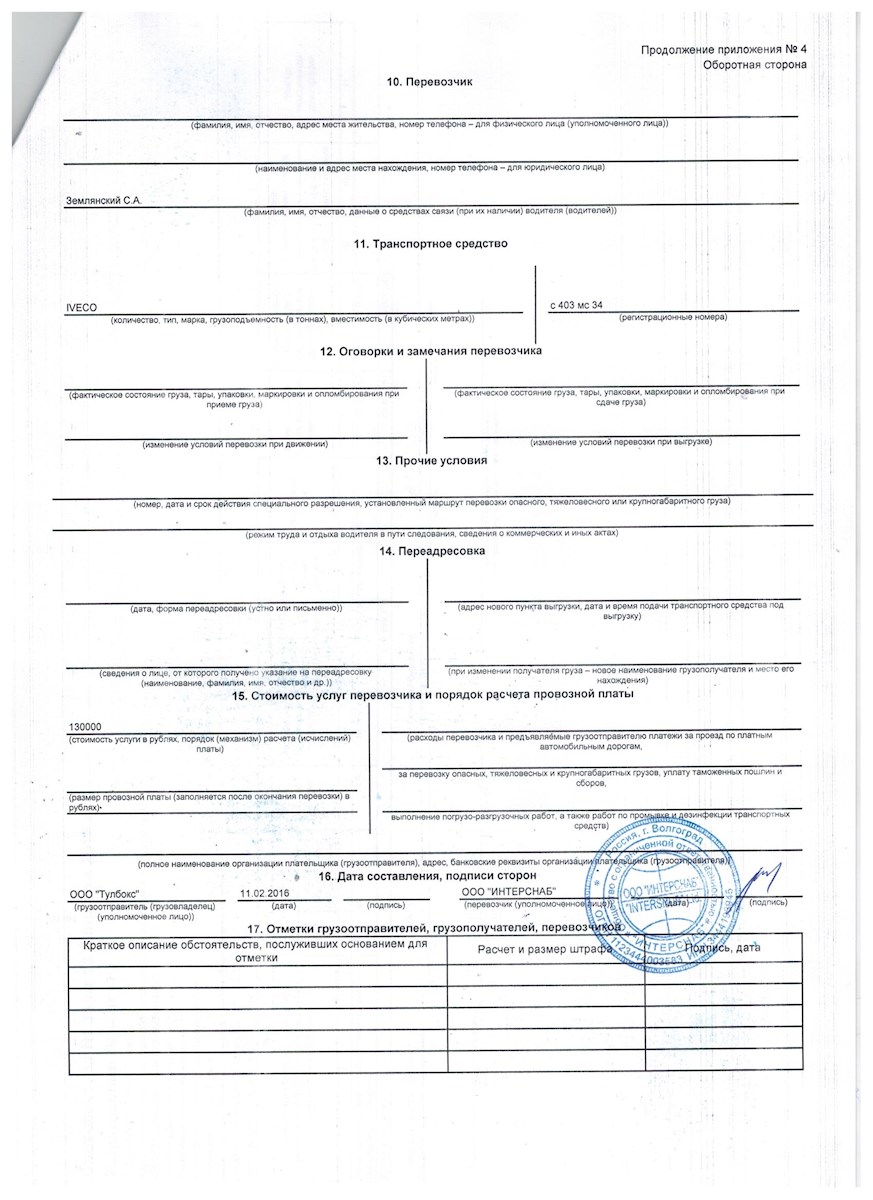 Продолжение приложения № 4
Оборотная сторона
10. Перевозчик
(фамилия, имя, отчество, адрес места жительства, номер телефона – для физического лица (уполномоченного лица))
(наименование и адрес места нахождения, номер телефона – для юридического лица)
Землянский С.А.
(фамилия, имя, отчество, данные о средствах связи (при их наличии) водителя (водителей))
11. Транспортное средство
IVECO
с 403 мс 34
(количество, тип, марка, грузоподъемность (в тоннах), вместимость (в кубических метрах))
(регистрационные номера)
12. Оговорки и замечания перевозчика
(фактическое состояние груза, тары, упаковки, маркировки и опломбирования при
приеме груза)
(фактическое состояние груза, тары, упаковки, маркировки и опломбирования при
сдаче груза)
(изменение условий перевозки при движении)
(изменение условий перевозки при выгрузке)
13. Прочие условия
(номер, дата и срок действия специального разрешения, установленный маршрут перевозки опасного, тяжеловесного или крупногабаритного груза)
(режим труда и отдыха водителя в пути следования, сведения о коммерческих и иных актах)
14. Переадресовка
(дата, форма переадресовки (устно или письменно))
(адрес нового пункта выгрузки, дата и время подачи транспортного средства под
выгрузку)
(сведения о лице, от которого получено указание на переадресовку
(наименование, фамилия, имя, отчество и др.))
(при изменении получателя груза – новое наименование грузополучателя и место его
нахождения)
15. Стоимость услуг перевозчика и порядок расчета провозной платы
130000
(стоимость услуги в рублях, порядок (механизм) расчета (исчислений)
платы)
(расходы перевозчика и предъявляемые грузоотправителю платежи за проезд по платным
автомобильным дорогам,
за перевозку опасных, тяжеловесных и крупногабаритных грузов, уплату таможенных пошлин и
сборов,
(размер провозной платы (заполняется после окончания перевозки) в
рублях)
выполнение погрузо-разгрузочных работ, а также работ по промывке и дезинфекции транспортных
средств)
(полное наименование организации плательщика (грузоотправителя), адрес, банковские реквизиты организации плательщика (грузоотправителя))
16. Дата составления, подписи сторон
ООО "Тулбокс"
11.02.2016
ООО "ИНТЕРСНАБ"
(грузоотправитель (грузовладелец)
(уполномоченное лицо))
(дата)
(подпись)
(перевозчик (уполномоченное лицо))
(дата)
(подпись)
Россия, г. Волгоград
ООО "ИНТЕРСНАБ"
"ИНТЕРСНАБ"
17. Отметки грузоотправителей, грузополучателей, перевозчиков
Краткое описание обстоятельств, послуживших основанием для
отметки
Расчет и размер штрафа
Подпись, дата